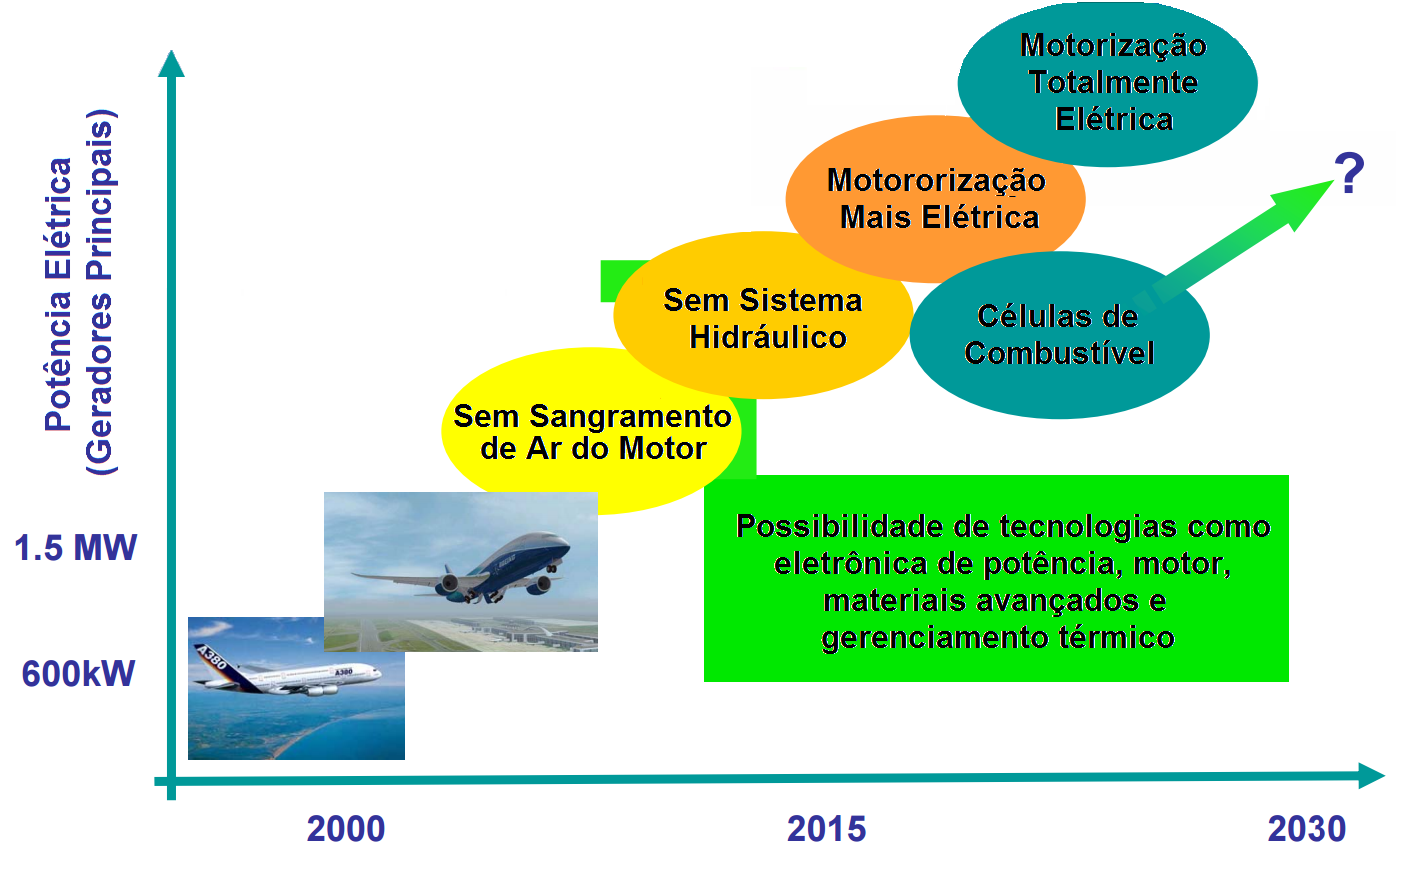 Motorização
Totalmente
Elétrica
Potência Elétrica
(Geradores Principais)
?
Motororização
Mais Elétrica
Sem Sistema
Hidráulico
Células de
Combustível
Sem Sangramento
de Ar do Motor
1.5 MW
Possibilidade de tecnologias como
eletrônica de potência, motor,
materiais avançados e
gerenciamento térmico
600kW
A380
A380
2000
2015
2030